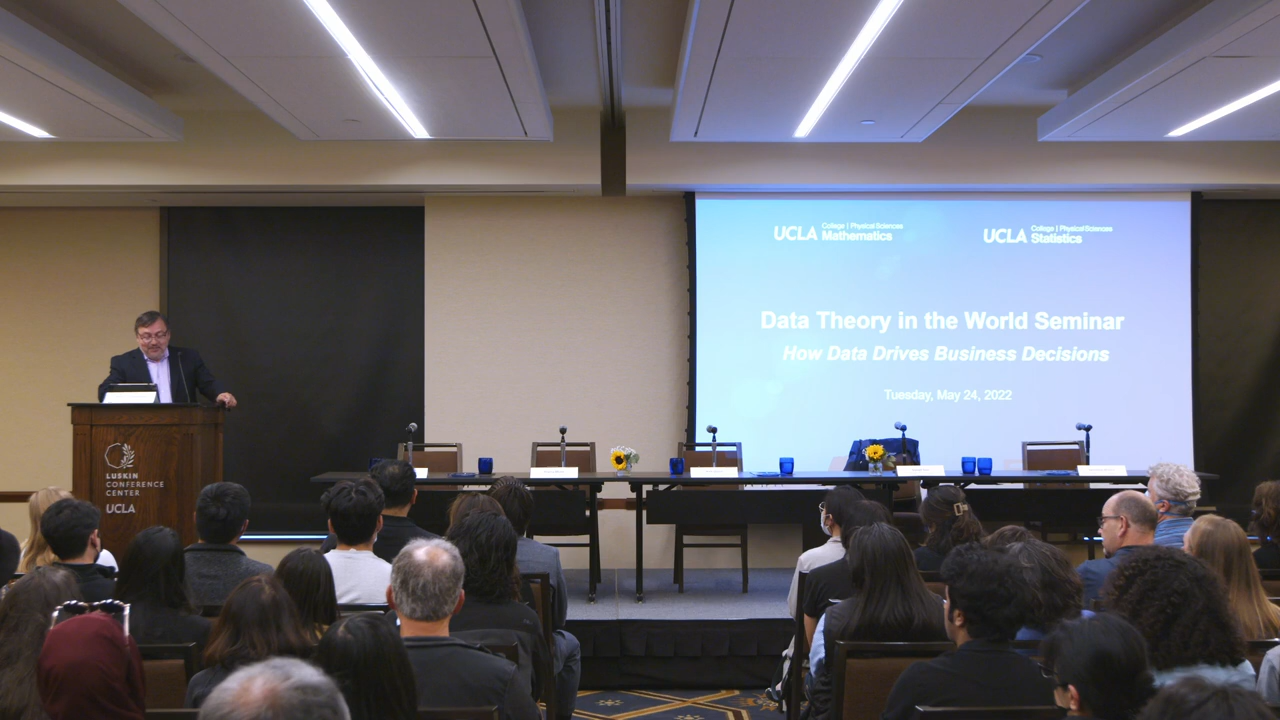 UCLA College | Physical Sciences
Mathematics
UCLA College | Physical Sciences
Statistics
Data Theory in the World Seminar
How Data Drives Business Decisions
Tuesday, May 24, 2022
LUSKIN
CONFERENCE
CENTER
UCLA